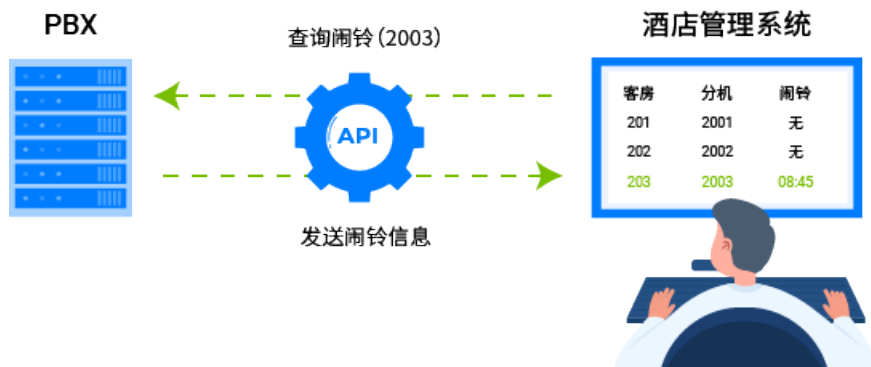 PBX
查询闹铃(2003)
API
发送闹铃信息
酒店管理系统
客房 分机 闹铃
201 2001 无
202 2002 无
203 2003 08:45